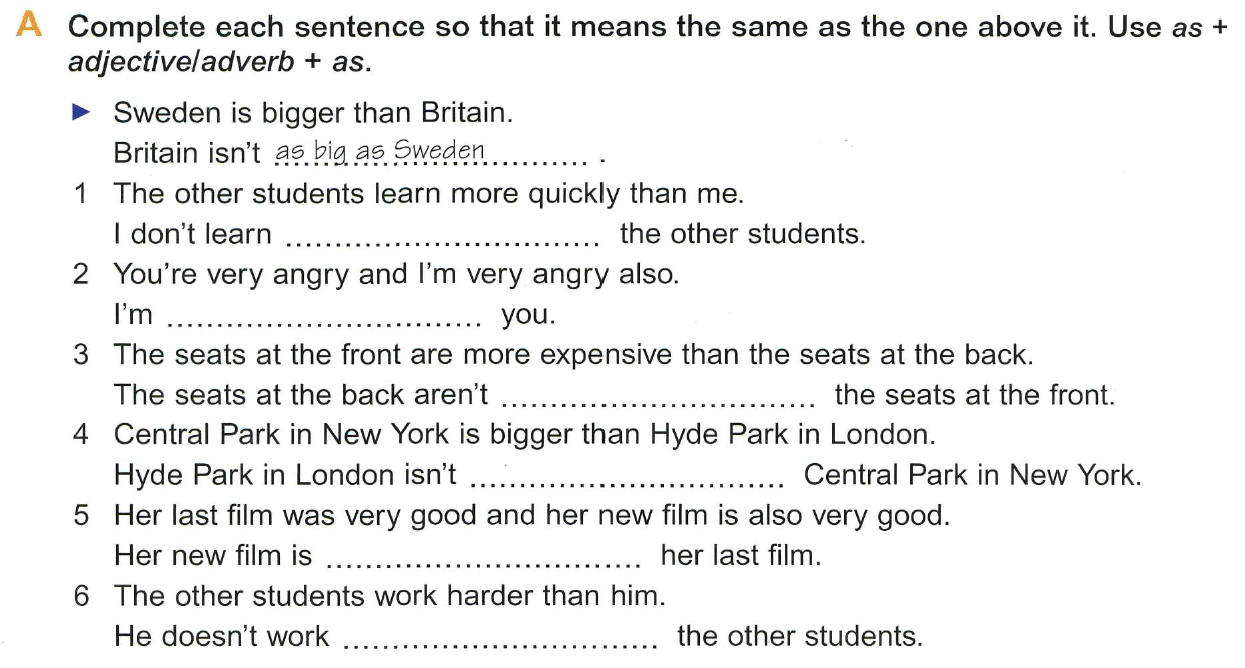 A Complete each sentence so that it means the same as the one above it. Use as +
adjective/adverb + as.
► Sweden is bigger than Britain.
Britain isn't as big as Sweden .
1 The other students learn more quickly than me.
I don't learn ................................ the other students.
2 You're very angry and I'm very angry also.
I'm ................................ you.
3 The seats at the front are more expensive than the seats at the back.
The seats at the back aren't ................................ the seats at the front.
4 Central Park in New York is bigger than Hyde Park in London.
Hyde Park in London isn't ................................ Central Park in New York.
5 Her last film was very good and her new film is also very good.
Her new film is ................................ her last film.
6 The other students work harder than him.
He doesn't work ................................ the other students.